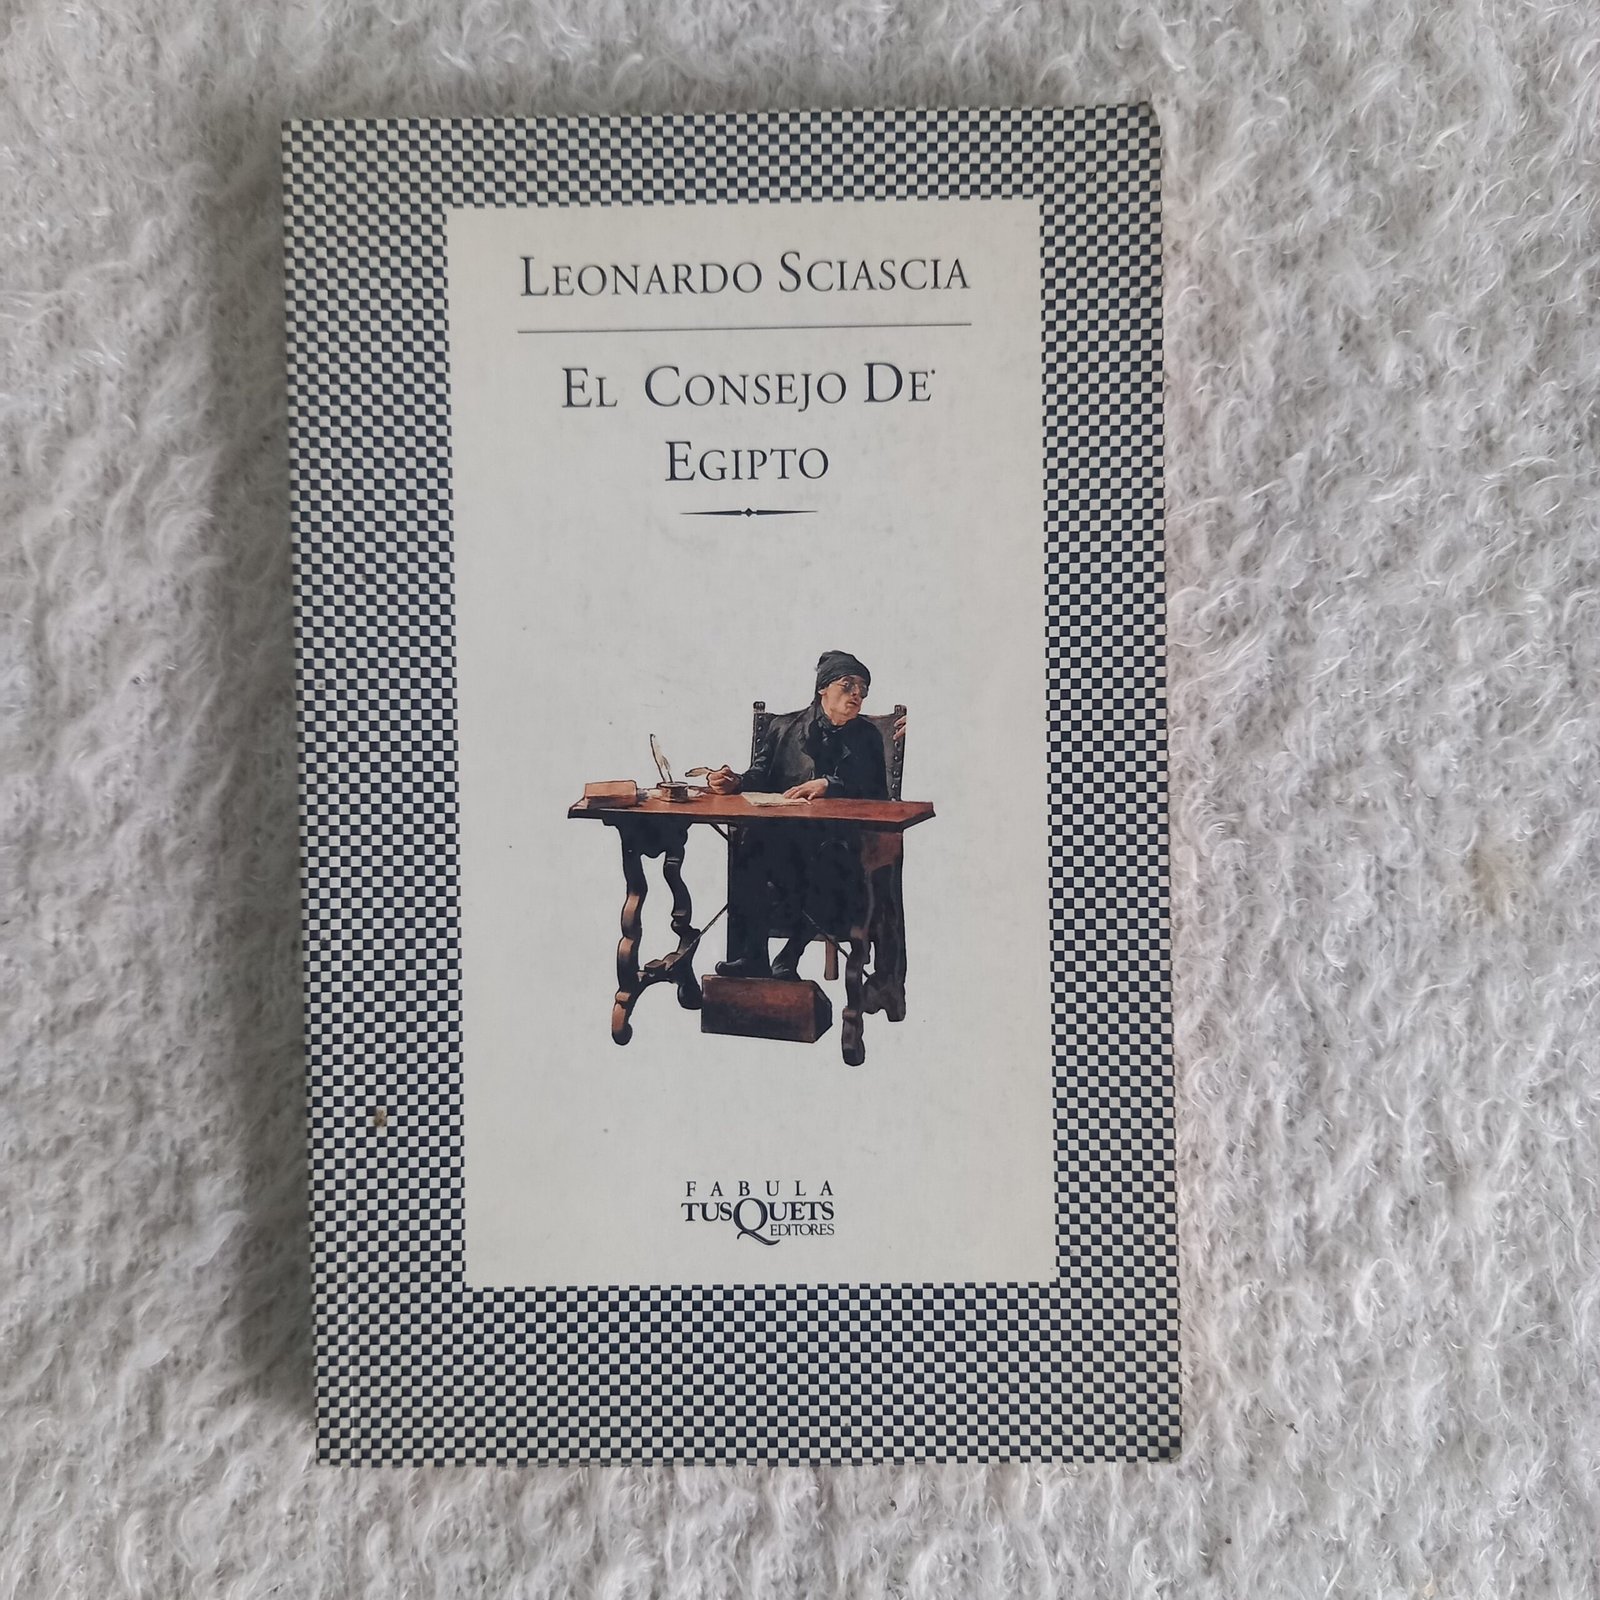 LEONARDO SCIASCIA
EL CONSEJO DE
EGIPTO
FABULA
TUSQUETS
EDITORES